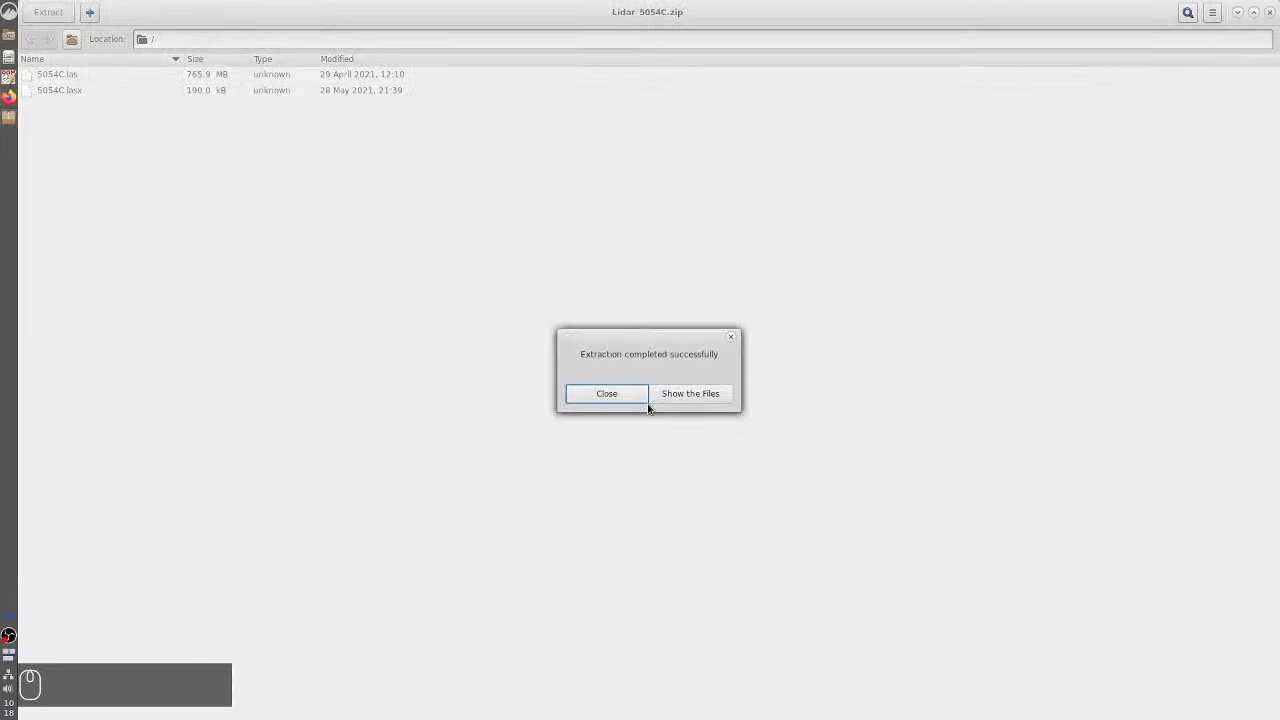 Extract
Lidar 5054C.zip
Location: /
Name Size Type Modified
5054C.las 765.9 MB unknown 29 April 2021, 12:10
5054C.lasx 190.0 kB unknown 28 May 2021, 21:39
Extraction completed successfully
Close Show the Files
10
18